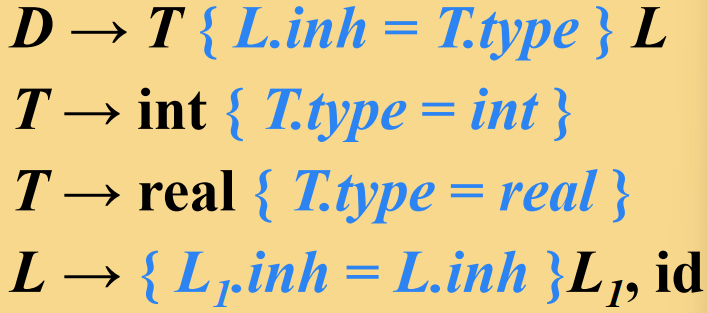 D → T { L.inh = T.type } L
T → int { T.type = int }
T → real { T.type = real }
L → { L₁.inh = L.inh }L₁, id